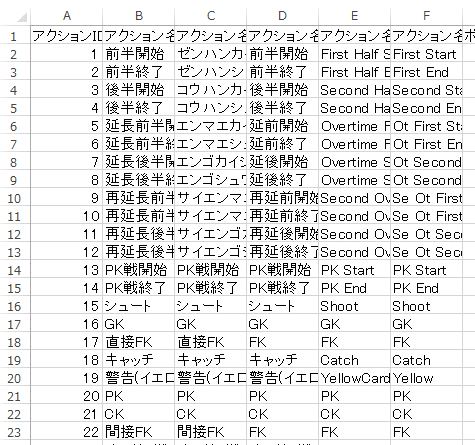 A B C D E F
1 アクションID アクション名 アクション名 アクション名 アクション名 アクション名
2 1 前半開始 ゼンハンカ 前半開始 First Half S First Start
3 2 前半終了 ゼンハンシ 前半終了 First Half E First End
4 3 後半開始 コウハンカ 後半開始 Second Ha Second Sta
5 4 後半終了 コウハンシ 後半終了 Second Ha Second End
6 5 延長前半開 エンマエカイ 延前開始 Overtime F Ot First Sta
7 6 延長前半終 エンマエシュ 延前終了 Overtime F Ot First En
8 7 延長後半開 エンゴカイシ 延後開始 Overtime S Ot Second
9 8 延長後半終 エンゴシュウ 延後終了 Overtime S Ot Second
10 9 再延長前半 サイエンマ 再延前開始 Second Ov Se Ot First
11 10 再延長前半 サイエンマ 再延前終了 Second Ov Se Ot First
12 11 再延長後半 サイエンゴ 再延後開始 Second Ov Se Ot Seco
13 12 再延長後半 サイエンゴ 再延後終了 Second Ov Se Ot Seco
14 13 PK戦開始 PK戦開始 PK戦開始 PK Start PK Start
15 14 PK戦終了 PK戦終了 PK戦終了 PK End PK End
16 15 シュート シュート シュート Shoot Shoot
17 16 GK GK GK GK GK
18 17 直接FK 直接FK FK FK FK
19 18 キャッチ キャッチ キャッチ Catch Catch
20 19 警告(イエロ 警告(イエロ 警告(イエロ YellowCard Yellow
21 20 PK PK PK PK PK
22 21 CK CK CK CK CK
23 22 間接FK 間接FK FK FK FK